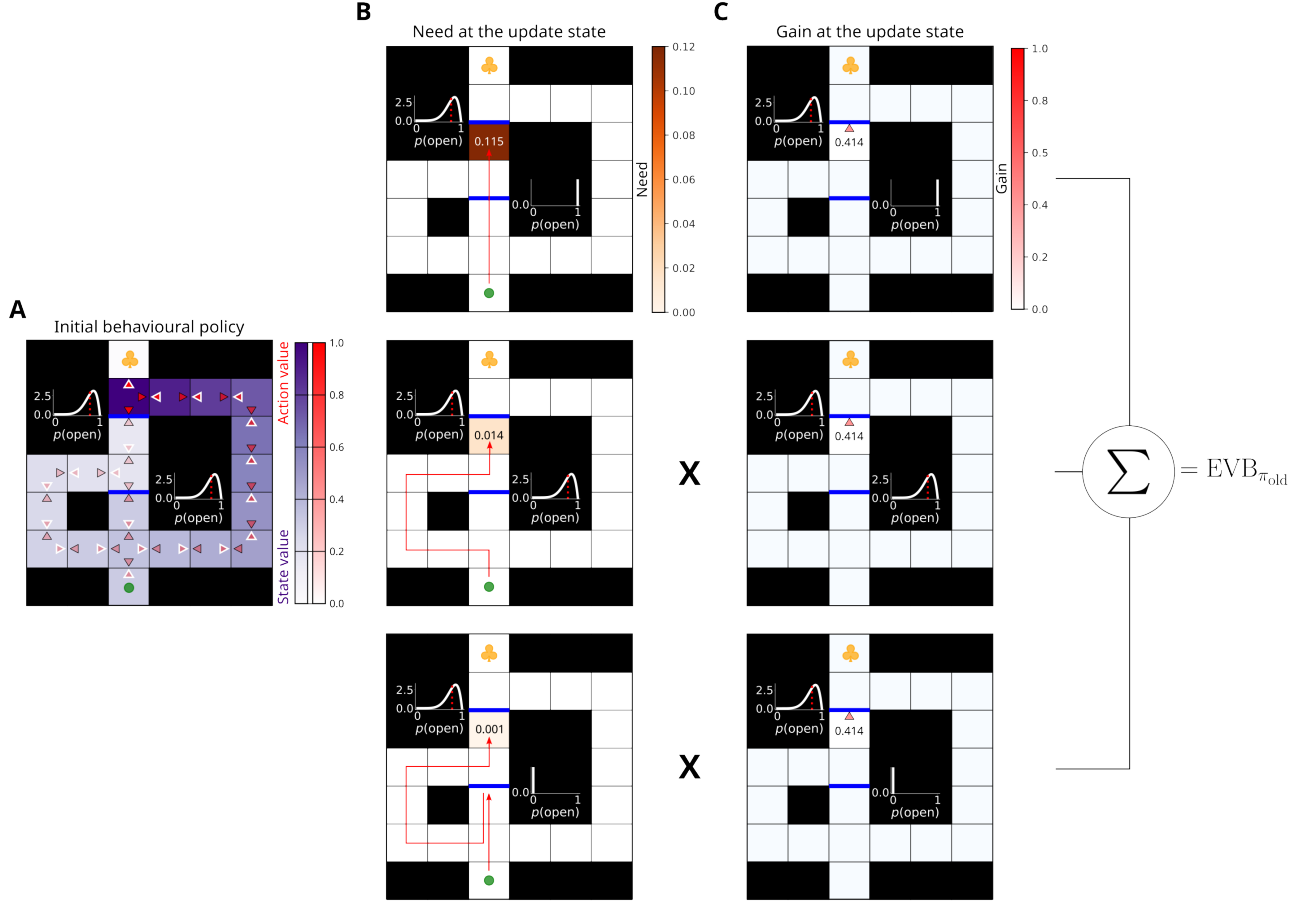 B
C
Need at the update state
Gain at the update state
2.5
0.0
0 1
p(open)
0.115
0.0
0 1
p(open)
0.12
0.10
0.08
0.06
0.04
0.02
0.00
Need
2.5
0.0
0 1
p(open)
0.414
0.0
0 1
p(open)
1.0
0.8
0.5
0.4
0.2
0.0
Gain
A
Initial behavioural policy
2.5
0.0
0 1
p(open)
2.5
0.0
0 1
p(open)
State value
Action value
1.0
0.8
0.6
0.4
0.2
0.0
2.5
0.0
0 1
p(open)
0.014
2.5
0.0
0 1
p(open)
X
2.5
0.0
0 1
p(open)
0.414
2.5
0.0
0 1
p(open)
∑ = EVBπold
2.5
0.0
0 1
p(open)
0.001
0.0
0 1
p(open)
X
2.5
0.0
0 1
p(open)
0.414
0.0
0 1
p(open)